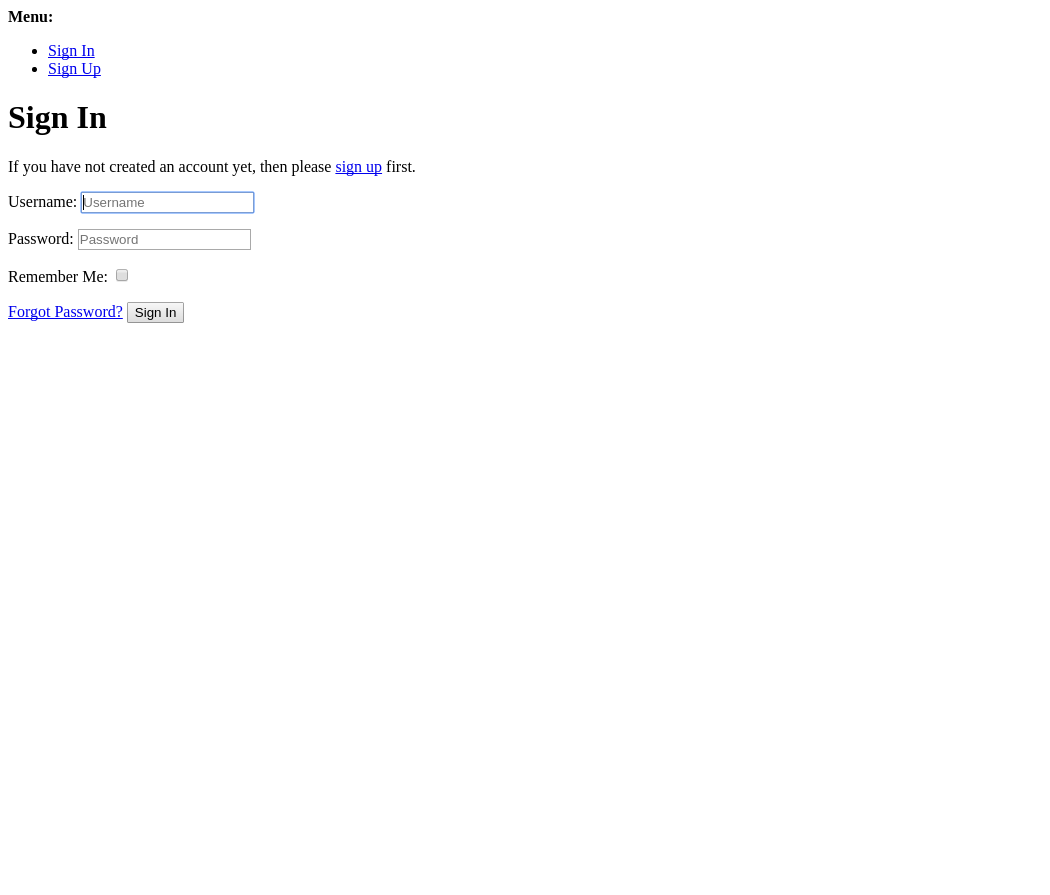 Menu:
Sign In
Sign Up
Sign In
If you have not created an account yet, then please sign up first.
Username: Username
Password: Password
Remember Me:
Forgot Password? Sign In